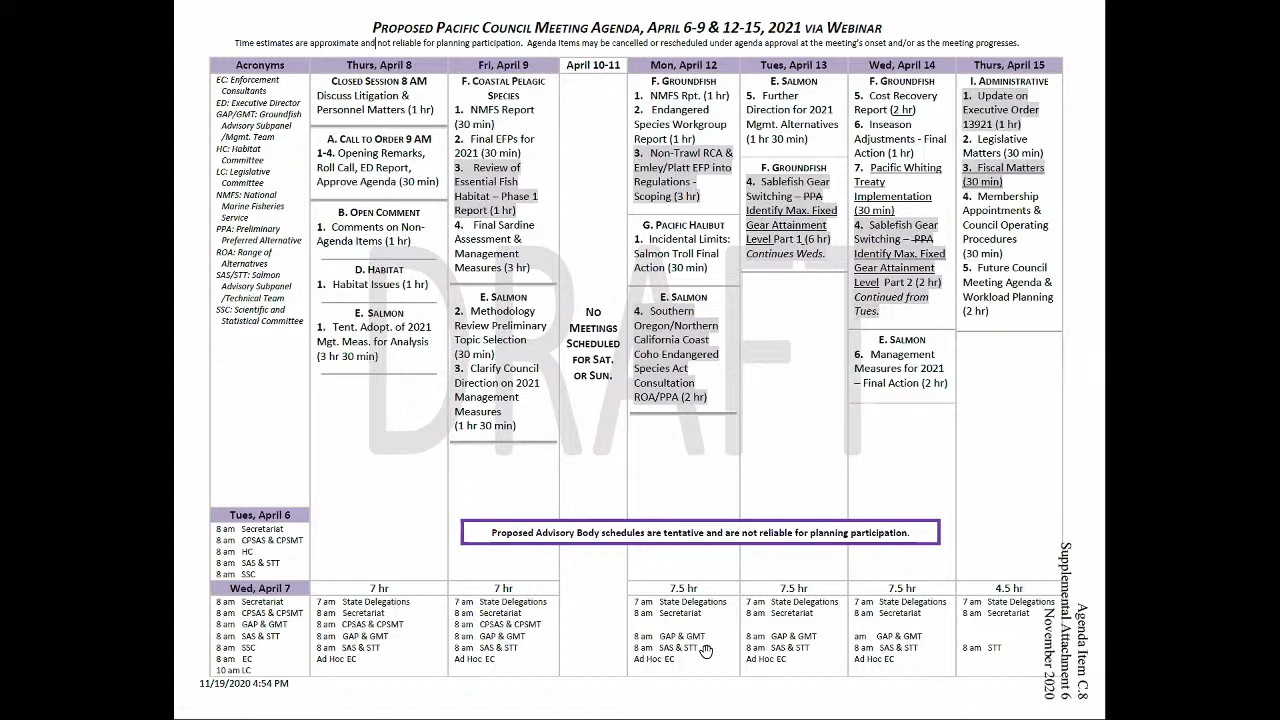 PROPOSED PACIFIC COUNCIL MEETING AGENDA, APRIL 6-9 & 12-15, 2021 VIA WEBINAR
Time estimates are approximate and not reliable for planning participation. Agenda items may be cancelled or rescheduled under agenda approval at the meeting's onset and/or as the meeting progresses.
Acronyms
EC: Enforcement
Consultants
ED: Executive Director
GAP/GMT: Groundfish
Advisory Subpanel
/Mgmt. Team
HC: Habitat
Committee
LC: Legislative
Committee
NMFS: National
Marine Fisheries
Service
PPA: Preliminary
Preferred Alternative
ROA: Range of
Alternatives
SAS/STT: Salmon
Advisory Subpanel
/Technical Team
SSC: Scientific and
Statistical Committee
Tues, April 6
8 am Secretariat
8 am CPSAS & CPSMT
8 am HC
8 am SAS & STT
8 am SSC
Wed, April 7
8 am Secretariat
8 am CPSAS & CPSMT
8 am GAP & GMT
8 am SAS & STT
8 am SSC
8 am EC
10 am LC
Thurs, April 8
CLOSED SESSION 8 AM
Discuss Litigation &
Personnel Matters (1 hr)
A. CALL TO ORDER 9 AM
1-4. Opening Remarks,
Roll Call, ED Report,
Approve Agenda (30 min)
B. OPEN COMMENT
1. Comments on Non-
Agenda Items (1 hr)
D. HABITAT
1. Habitat Issues (1 hr)
E. SALMON
1. Tent. Adopt. of 2021
Mgt. Meas. for Analysis
(3 hr 30 min)
7 hr
7 am State Delegations
8 am Secretariat
8 am CPSAS & CPSMT
8 am GAP & GMT
8 am SAS & STT
Ad Hoc EC
Fri, April 9
F. COASTAL PELAGIC
SPECIES
1. NMFS Report
(30 min)
2. Final EFPs for
2021 (30 min)
3. Review of
Essential Fish
Habitat – Phase 1
Report (1 hr)
4. Final Sardine
Assessment &
Management
Measures (3 hr)
E. SALMON
2. Methodology
Review Preliminary
Topic Selection
(30 min)
3. Clarify Council
Direction on 2021
Management
Measures
(1 hr 30 min)
7 hr
7 am State Delegations
8 am Secretariat
8 am CPSAS & CPSMT
8 am GAP & GMT
8 am SAS & STT
Ad Hoc EC
April 10-11
NO
MEETINGS
SCHEDULED
FOR SAT.
OR SUN.
Mon, April 12
F. GROUNDFISH
1. NMFS Rpt. (1 hr)
2. Endangered
Species Workgroup
Report (1 hr)
3. Non-Trawl RCA &
Emley/Platt EFP into
Regulations -
Scoping (3 hr)
G. PACIFIC HALIBUT
1. Incidental Limits:
Salmon Troll Final
Action (30 min)
E. SALMON
4. Southern
Oregon/Northern
California Coast
Coho Endangered
Species Act
Consultation
ROA/PPA (2 hr)
7.5 hr
7 am State Delegations
8 am Secretariat
8 am GAP & GMT
8 am SAS & STT
Ad Hoc EC
Tues, April 13
E. SALMON
5. Further
Direction for 2021
Mgmt. Alternatives
(1 hr 30 min)
F. GROUNDFISH
4. Sablefish Gear
Switching – PPA
Identify Max. Fixed
Gear Attainment
Level Part 1 (6 hr)
Continues Weds.
7.5 hr
7 am State Delegations
8 am Secretariat
8 am GAP & GMT
8 am SAS & STT
Ad Hoc EC
Wed, April 14
F. GROUNDFISH
5. Cost Recovery
Report (2 hr)
6. Inseason
Adjustments - Final
Action (1 hr)
7. Pacific Whiting
Treaty
Implementation
(30 min)
4. Sablefish Gear
Switching – PPA
Identify Max. Fixed
Gear Attainment
Level Part 2 (2 hr)
Continued from
Tues.
E. SALMON
6. Management
Measures for 2021
– Final Action (2 hr)
7.5 hr
7 am State Delegations
8 am Secretariat
am GAP & GMT
8 am SAS & STT
Ad Hoc EC
Thurs, April 15
I. ADMINISTRATIVE
1. Update on
Executive Order
13921 (1 hr)
2. Legislative
Matters (30 min)
3. Fiscal Matters
(30 min)
4. Membership
Appointments &
Council Operating
Procedures
(30 min)
5. Future Council
Meeting Agenda &
Workload Planning
(2 hr)
4.5 hr
7 am State Delegations
8 am Secretariat
8 am STT
Proposed Advisory Body schedules are tentative and are not reliable for planning participation.
DRAFT
11/19/2020 4:54 PM
Agenda Item C.8
Supplemental Attachment 6
November 2020